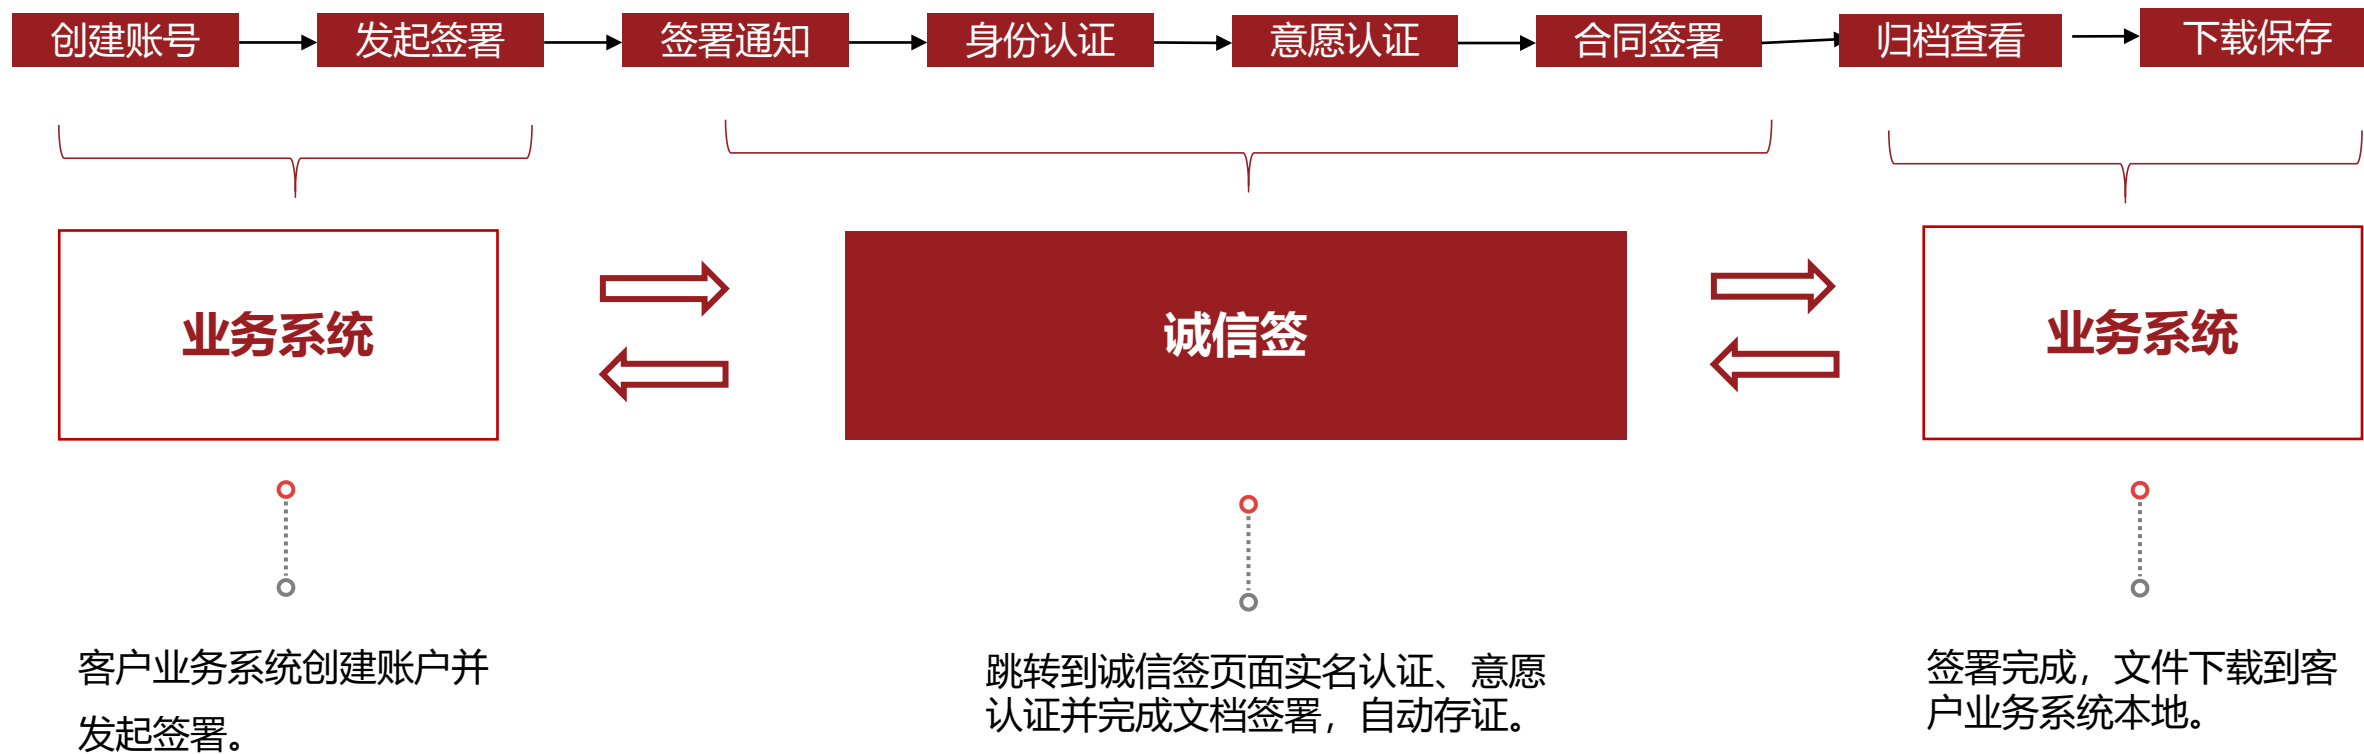 创建账号
发起签署
签署通知
身份认证
意愿认证
合同签署
归档查看
下载保存
业务系统
诚信签
业务系统
客户业务系统创建账户并
发起签署。
跳转到诚信签页面实名认证、意愿
认证并完成文档签署，自动存证。
签署完成，文件下载到客
户业务系统本地。